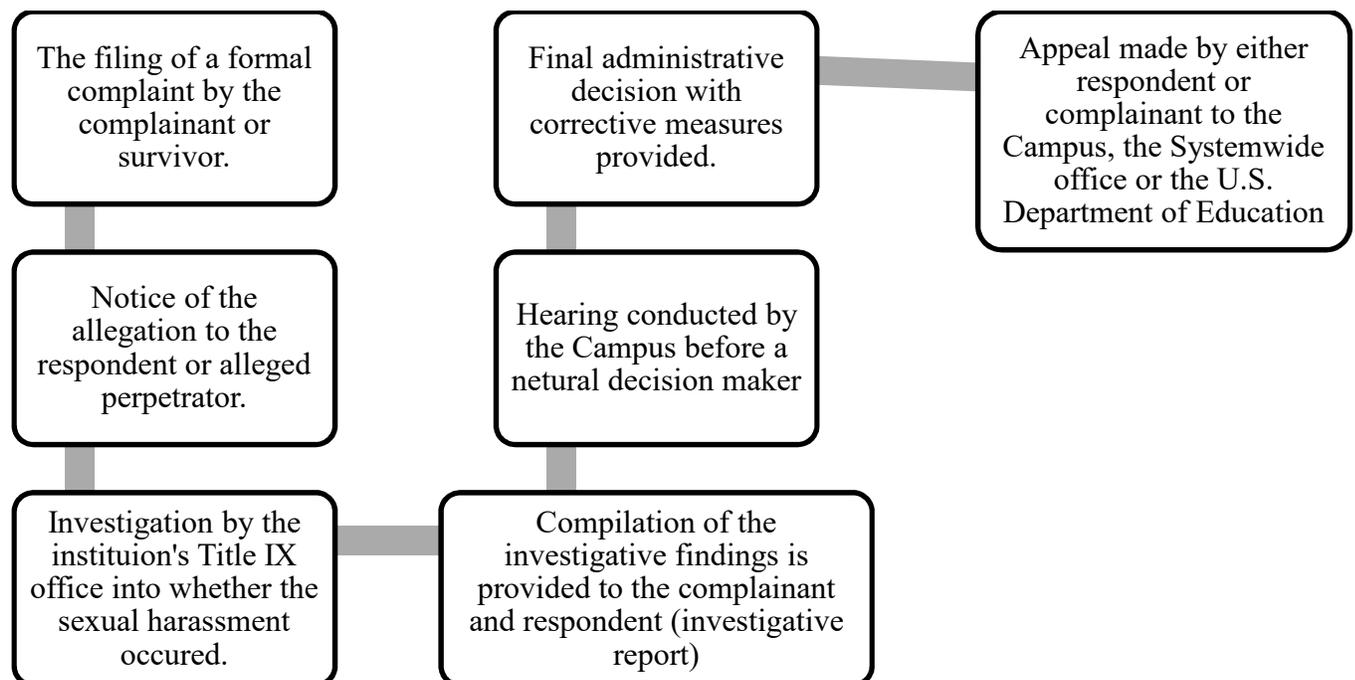 The filing of a formal
complaint by the
complainant or
survivor.
Notice of the
allegation to the
respondent or alleged
perpetrator.
Investigation by the
instituion's Title IX
office into whether the
sexual harassment
occured.
Compilation of the
investigative findings is
provided to the complainant
and respondent (investigative
report)
Hearing conducted by
the Campus before a
netural decision maker
Final administrative
decision with
corrective measures
provided.
Appeal made by either
respondent or
complainant to the
Campus, the Systemwide
office or the U.S.
Department of Education